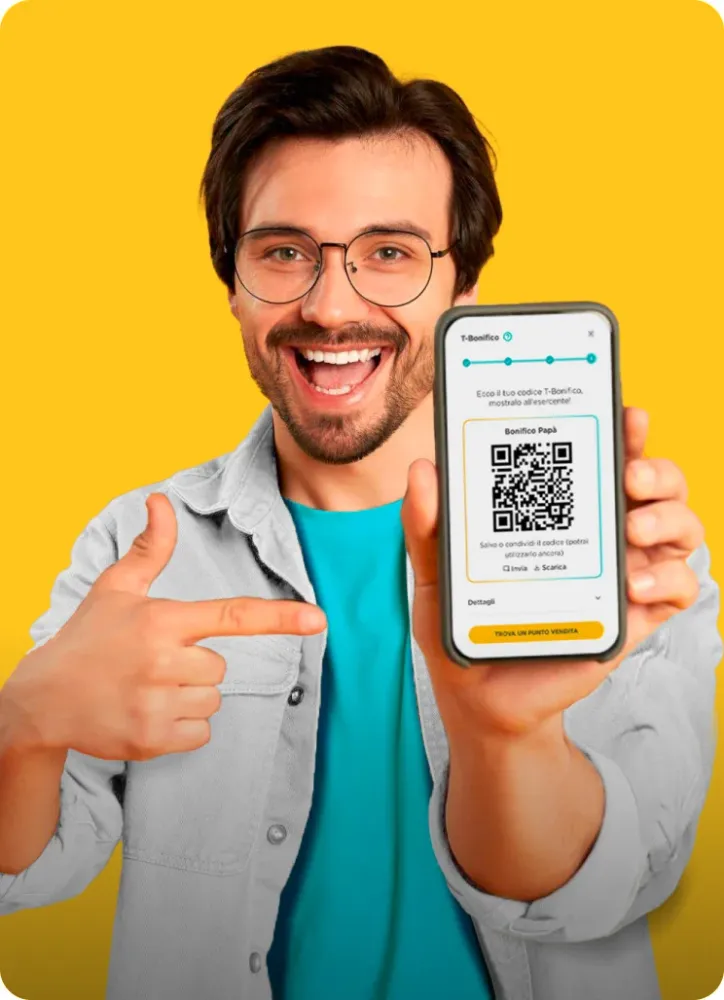 T-Bonifico
Ecco il tuo codice T-Bonifico,
mostralo all'esercente!
Bonifico Papà
Salva o condividi il codice (potrai
utilizzarlo ancora)
Invia Scarica
Dettagli
TROVA UN PUNTO VENDITA